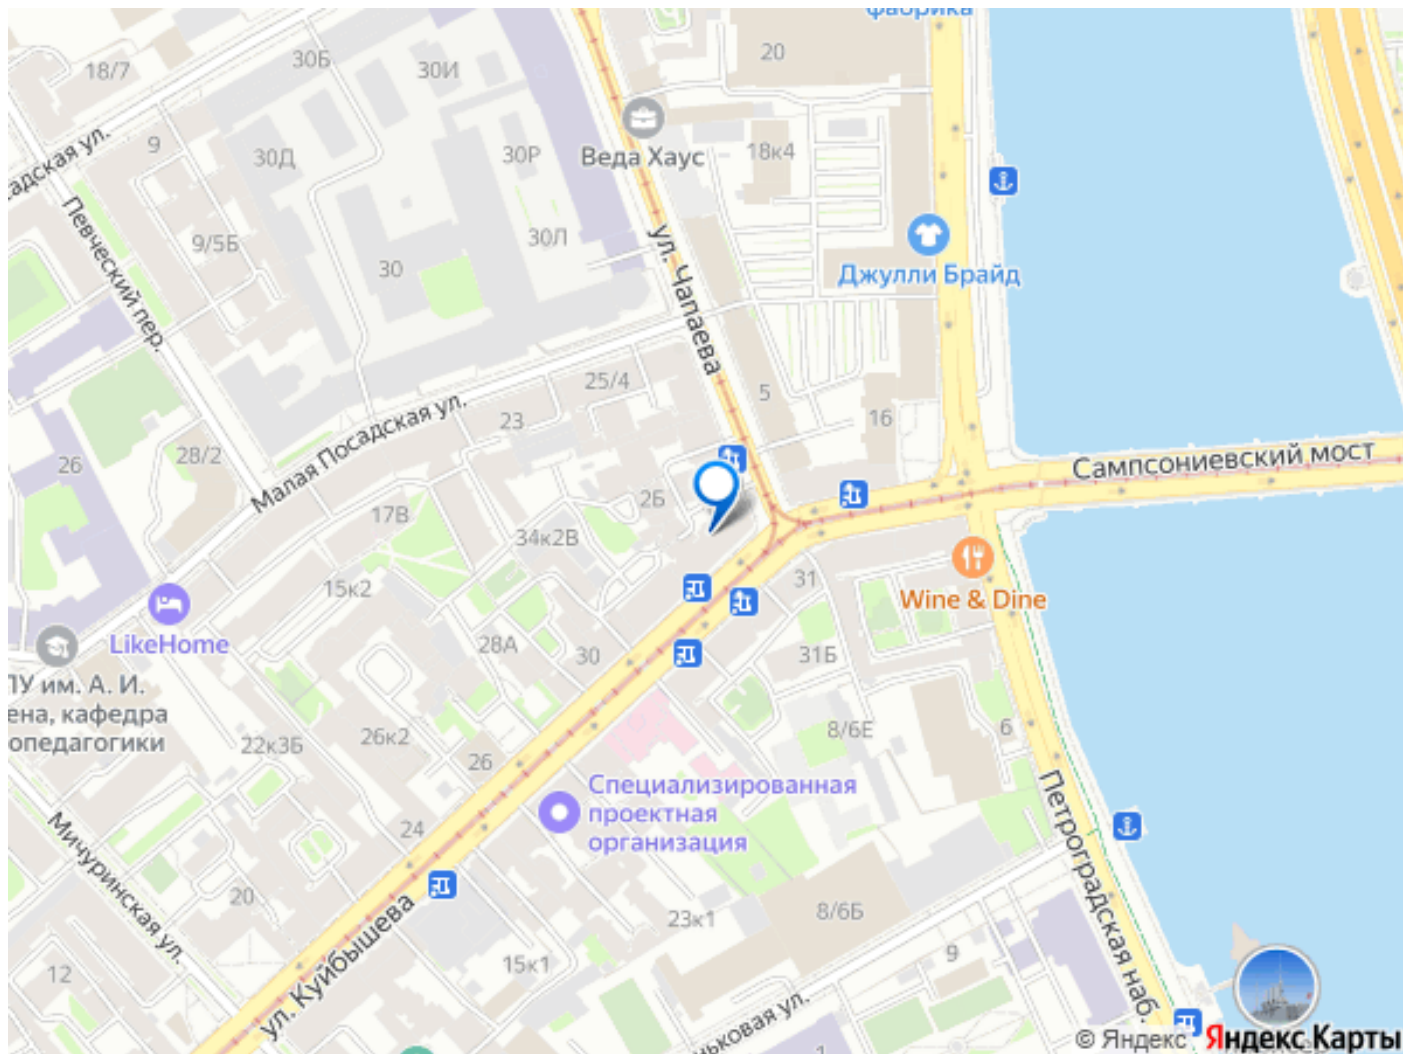 фабрика
20
18/7
30Б
30И
9
30Д
30Р
Веда Хаус
18к4
Певческий пер.
9/5Б
30Л
30
ул. Чапаева
Джулли Брайд
25/4
5
23
16
Малая Посадская ул.
28/2
26
Сампсониевский мост
2Б
17В
34к2В
15к2
31
Wine & Dine
LikeHome
28А
30
31Б
ПУ им. А. И.
ена, кафедра
опедагогики
22к3Б
26к2
26
8/6Е
6
Специализированная
проектная
организация
Мичуринская ул.
24
20
Петроградская наб.
23к1
8/6Б
ул. Куйбышева
12
15к1
9
ньковая ул.
1
© Яндекс Яндекс Карты